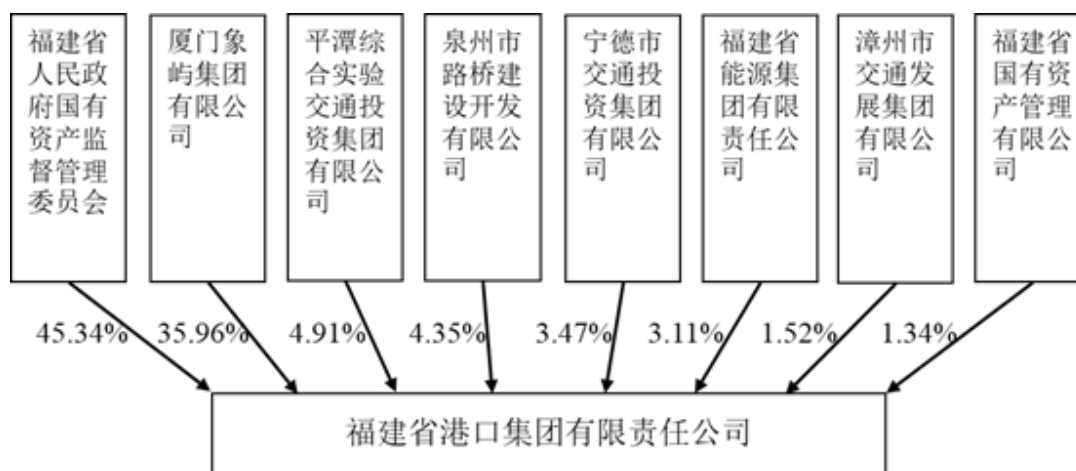 福建省
人民政
府国有
资产监
督管理
委员会
厦门象
屿集团
有限公
司
平潭综
合实验
交通投
资集团
有限公
司
泉州市
路桥建
设开发
有限公
司
宁德市
交通投
资集团
有限公
司
福建省
能源集
团有限
责任公
司
漳州市
交通发
展集团
有限公
司
福建省
国有资
产管理
有限公
司
45.34%
35.96%
4.91%
4.35%
3.47%
3.11%
1.52%
1.34%
福建省港口集团有限责任公司